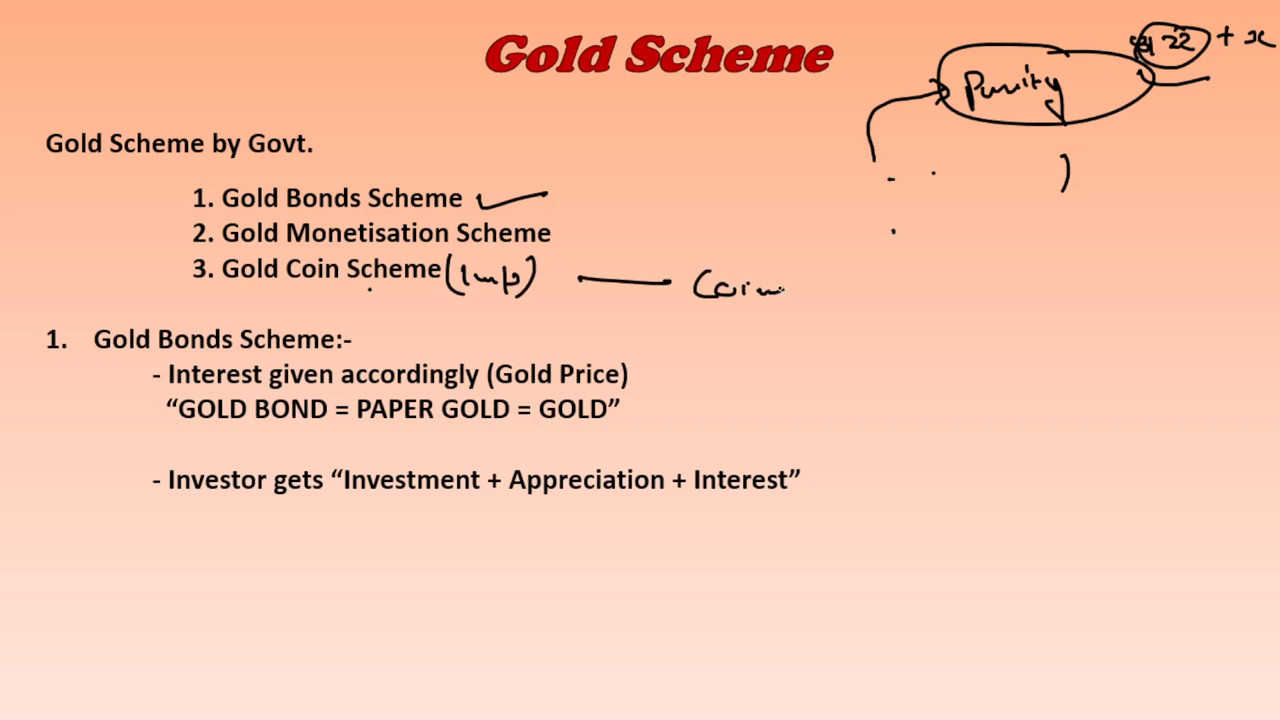 Gold Scheme
22 + x
Purity
Gold Scheme by Govt.
1. Gold Bonds Scheme
2. Gold Monetisation Scheme
3. Gold Coin Scheme (Imp) Coin
1. Gold Bonds Scheme:-
- Interest given accordingly (Gold Price)
“GOLD BOND = PAPER GOLD = GOLD”
- Investor gets “Investment + Appreciation + Interest”